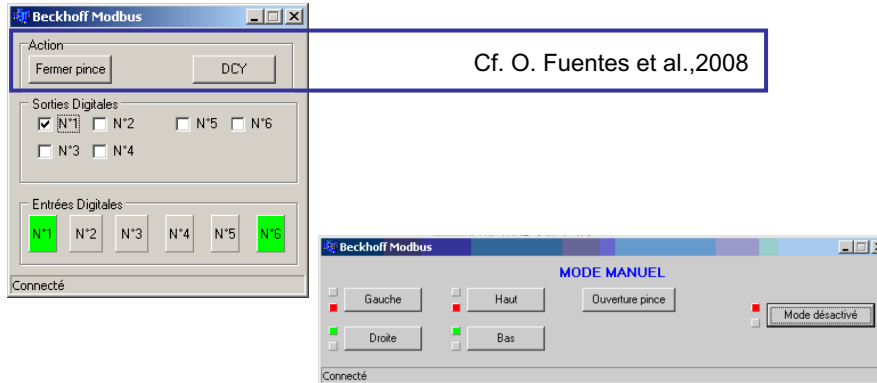 Beckhoff Modbus
Action
Fermer pince DCY
Cf. O. Fuentes et al.,2008
Sorties Digitales
N°1 N°2 N°5 N°6
N°3 N°4
Entrées Digitales
N°1 N°2 N°3 N°4 N°5 N°6
Connecté
Beckhoff Modbus
MODE MANUEL
Gauche Haut Ouverture pince
Mode désactivé
Droite Bas
Connecté